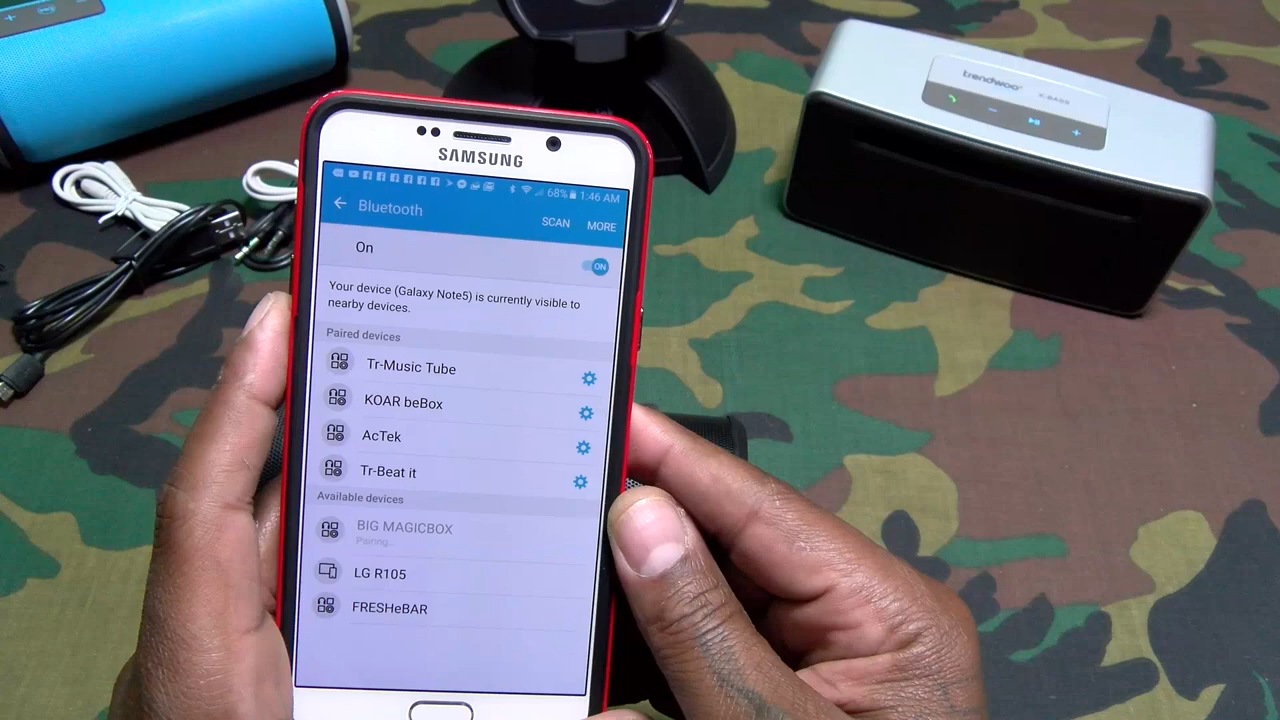 trendwoo
X-BASS
SAMSUNG
68% 1:46 AM
Bluetooth
SCAN
MORE
On
ON
Your device (Galaxy Note5) is currently visible to
nearby devices.
Paired devices
Tr-Music Tube
KOAR beBox
AcTek
Tr-Beat it
Available devices
BIG MAGICBOX
Pairing...
LG R105
FRESHeBAR